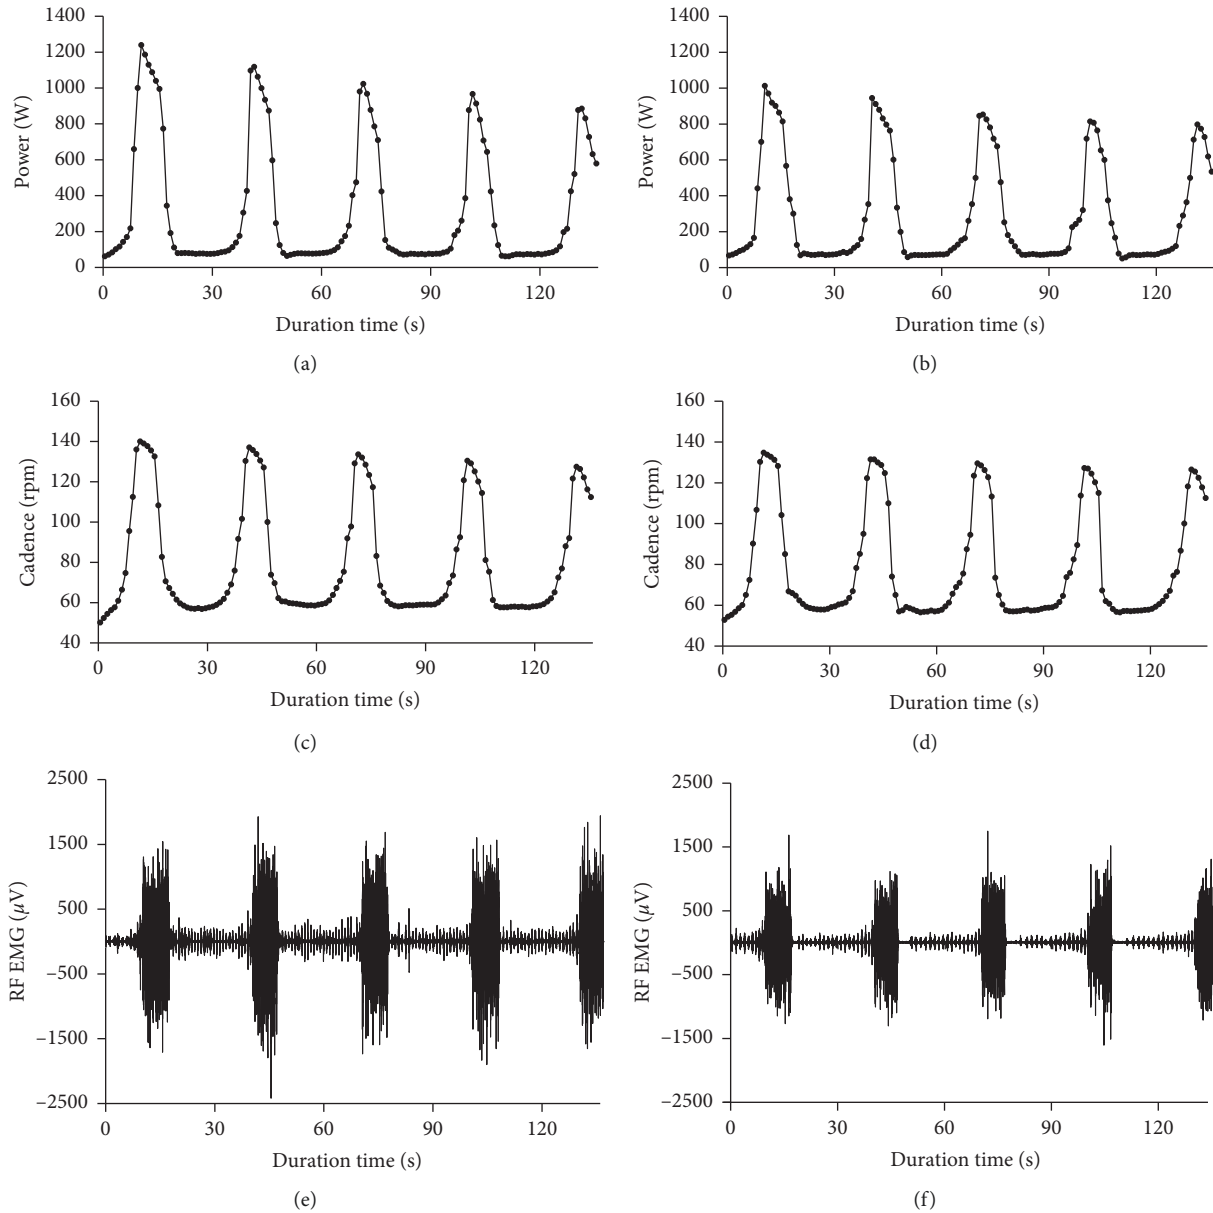 1400
1200
1000
800
600
400
200
0
Power (W)
0 30 60 90 120
Duration time (s)
(a)
1400
1200
1000
800
600
400
200
0
Power (W)
0 30 60 90 120
Duration time (s)
(b)
160
140
120
100
80
60
40
Cadence (rpm)
0 30 60 90 120
Duration time (s)
(c)
160
140
120
100
80
60
40
Cadence (rpm)
0 30 60 90 120
Duration time (s)
(d)
2500
1500
500
−500
−1500
−2500
RF EMG (μV)
0 30 60 90 120
Duration time (s)
(e)
2500
1500
500
−500
−1500
−2500
RF EMG (μV)
0 30 60 90 120
Duration time (s)
(f)